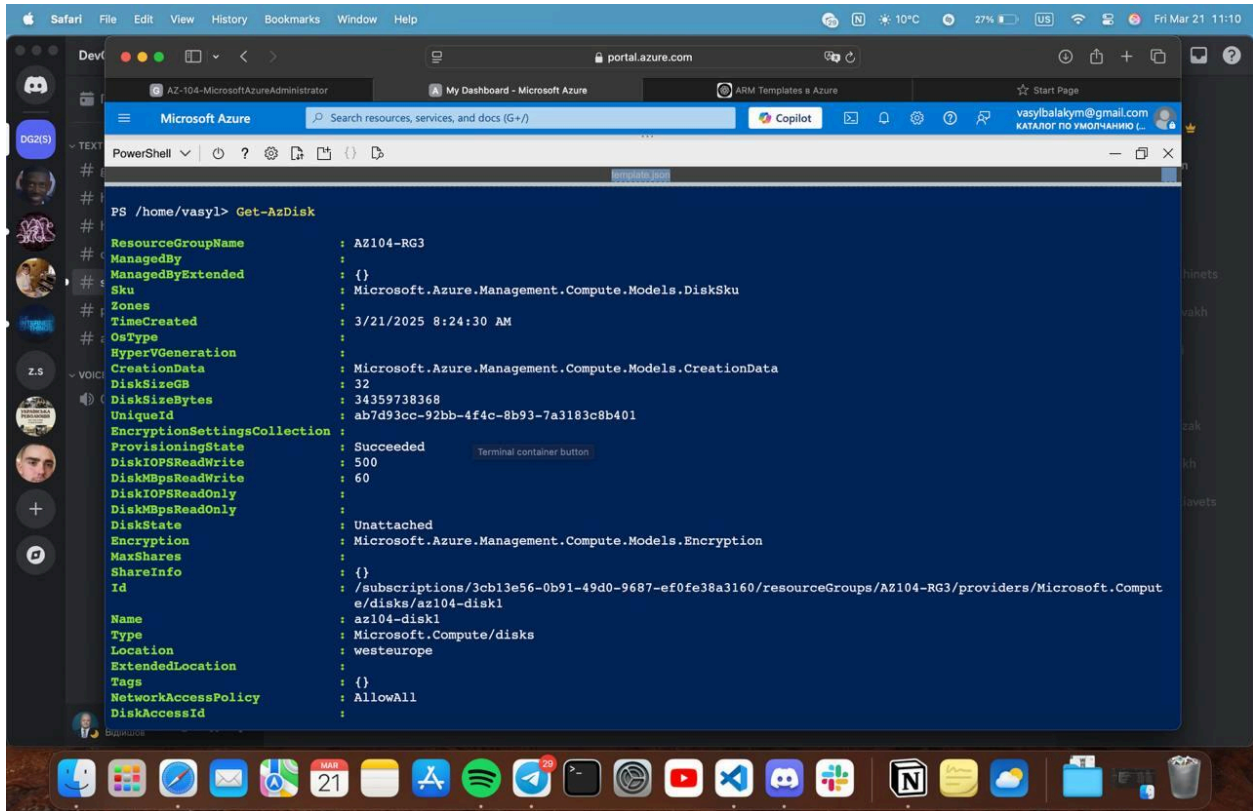 Safari File Edit View History Bookmarks Window Help
10°C
27%
US
Fri Mar 21 11:10
portal.azure.com
AZ-104-MicrosoftAzureAdministrator
My Dashboard - Microsoft Azure
ARM Templates в Azure
Start Page
Microsoft Azure
Search resources, services, and docs (G+/)
Copilot
vasylbalakym@gmail.com
КАТАЛОГ ПО УМОЛЧАНИЮ (...
DG2(S)
TEXT
PowerShell
template.json
PS /home/vasyl> Get-AzDisk
ResourceGroupName : AZ104-RG3
ManagedBy :
ManagedByExtended : {}
Sku : Microsoft.Azure.Management.Compute.Models.DiskSku
Zones :
TimeCreated : 3/21/2025 8:24:30 AM
OsType :
HyperVGeneration :
CreationData : Microsoft.Azure.Management.Compute.Models.CreationData
DiskSizeGB : 32
DiskSizeBytes : 34359738368
UniqueId : ab7d93cc-92bb-4f4c-8b93-7a3183c8b401
EncryptionSettingsCollection :
ProvisioningState : Succeeded
Terminal container button
DiskIOPSReadWrite : 500
DiskMBpsReadWrite : 60
DiskIOPSReadOnly :
DiskMBpsReadOnly :
DiskState : Unattached
Encryption : Microsoft.Azure.Management.Compute.Models.Encryption
MaxShares :
ShareInfo : {}
Id : /subscriptions/3cb13e56-0b91-49d0-9687-ef0fe38a3160/resourceGroups/AZ104-RG3/providers/Microsoft.Comput
e/disks/az104-disk1
Name : az104-disk1
Type : Microsoft.Compute/disks
Location : westeurope
ExtendedLocation :
Tags : {}
NetworkAccessPolicy : AllowAll
DiskAccessId :
z.s
MAR
21
29